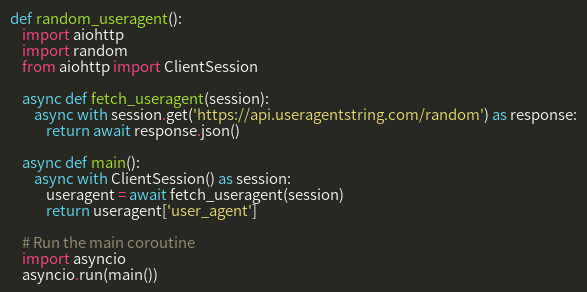 def random_useragent():
    import aiohttp
    import random
    from aiohttp import ClientSession

    async def fetch_useragent(session):
        async with session.get('https://api.useragentstring.com/random') as response:
            return await response.json()

    async def main():
        async with ClientSession() as session:
            useragent = await fetch_useragent(session)
            return useragent['user_agent']

    # Run the main coroutine
    import asyncio
    asyncio.run(main())